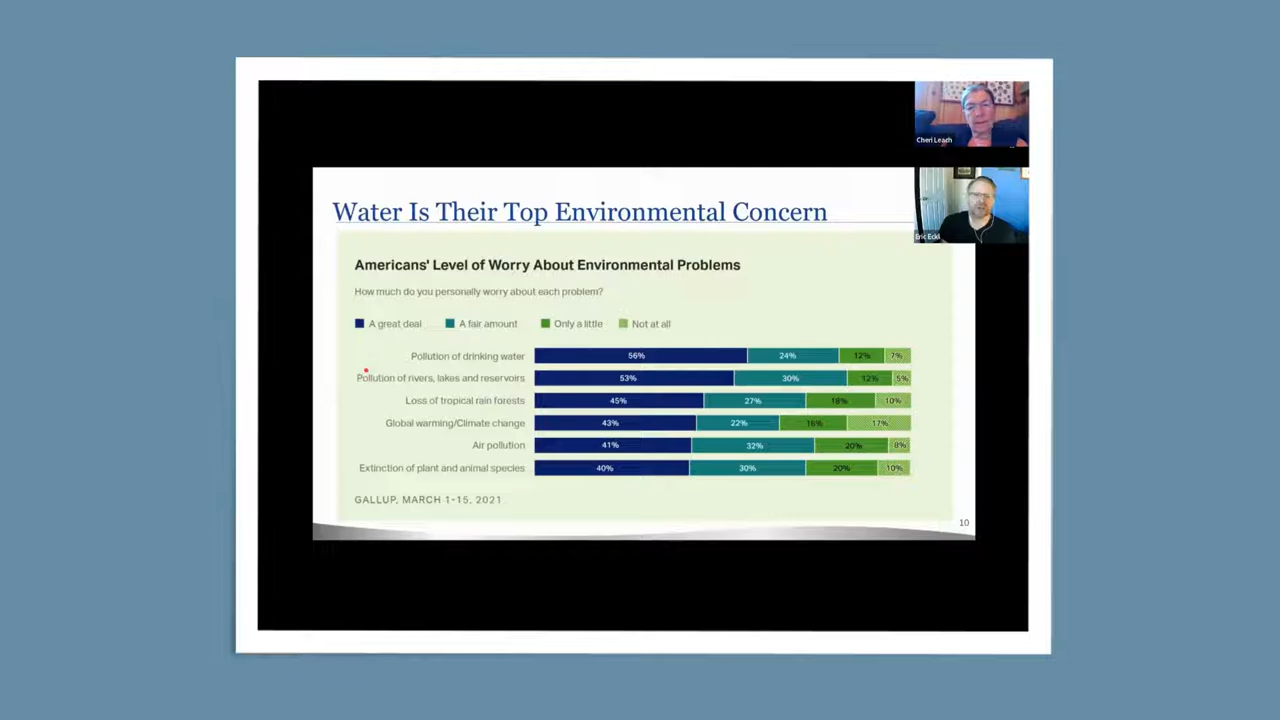 Cheri Leach
Water Is Their Top Environmental Concern
Eric Eckl
Americans' Level of Worry About Environmental Problems
How much do you personally worry about each problem?
A great deal A fair amount Only a little Not at all
Pollution of drinking water 56% 24% 12% 7%
Pollution of rivers, lakes and reservoirs 53% 30% 12% 5%
Loss of tropical rain forests 45% 27% 18% 10%
Global warming/Climate change 43% 22% 16% 17%
Air pollution 41% 32% 20% 8%
Extinction of plant and animal species 40% 30% 20% 10%
GALLUP, MARCH 1-15, 2021
10